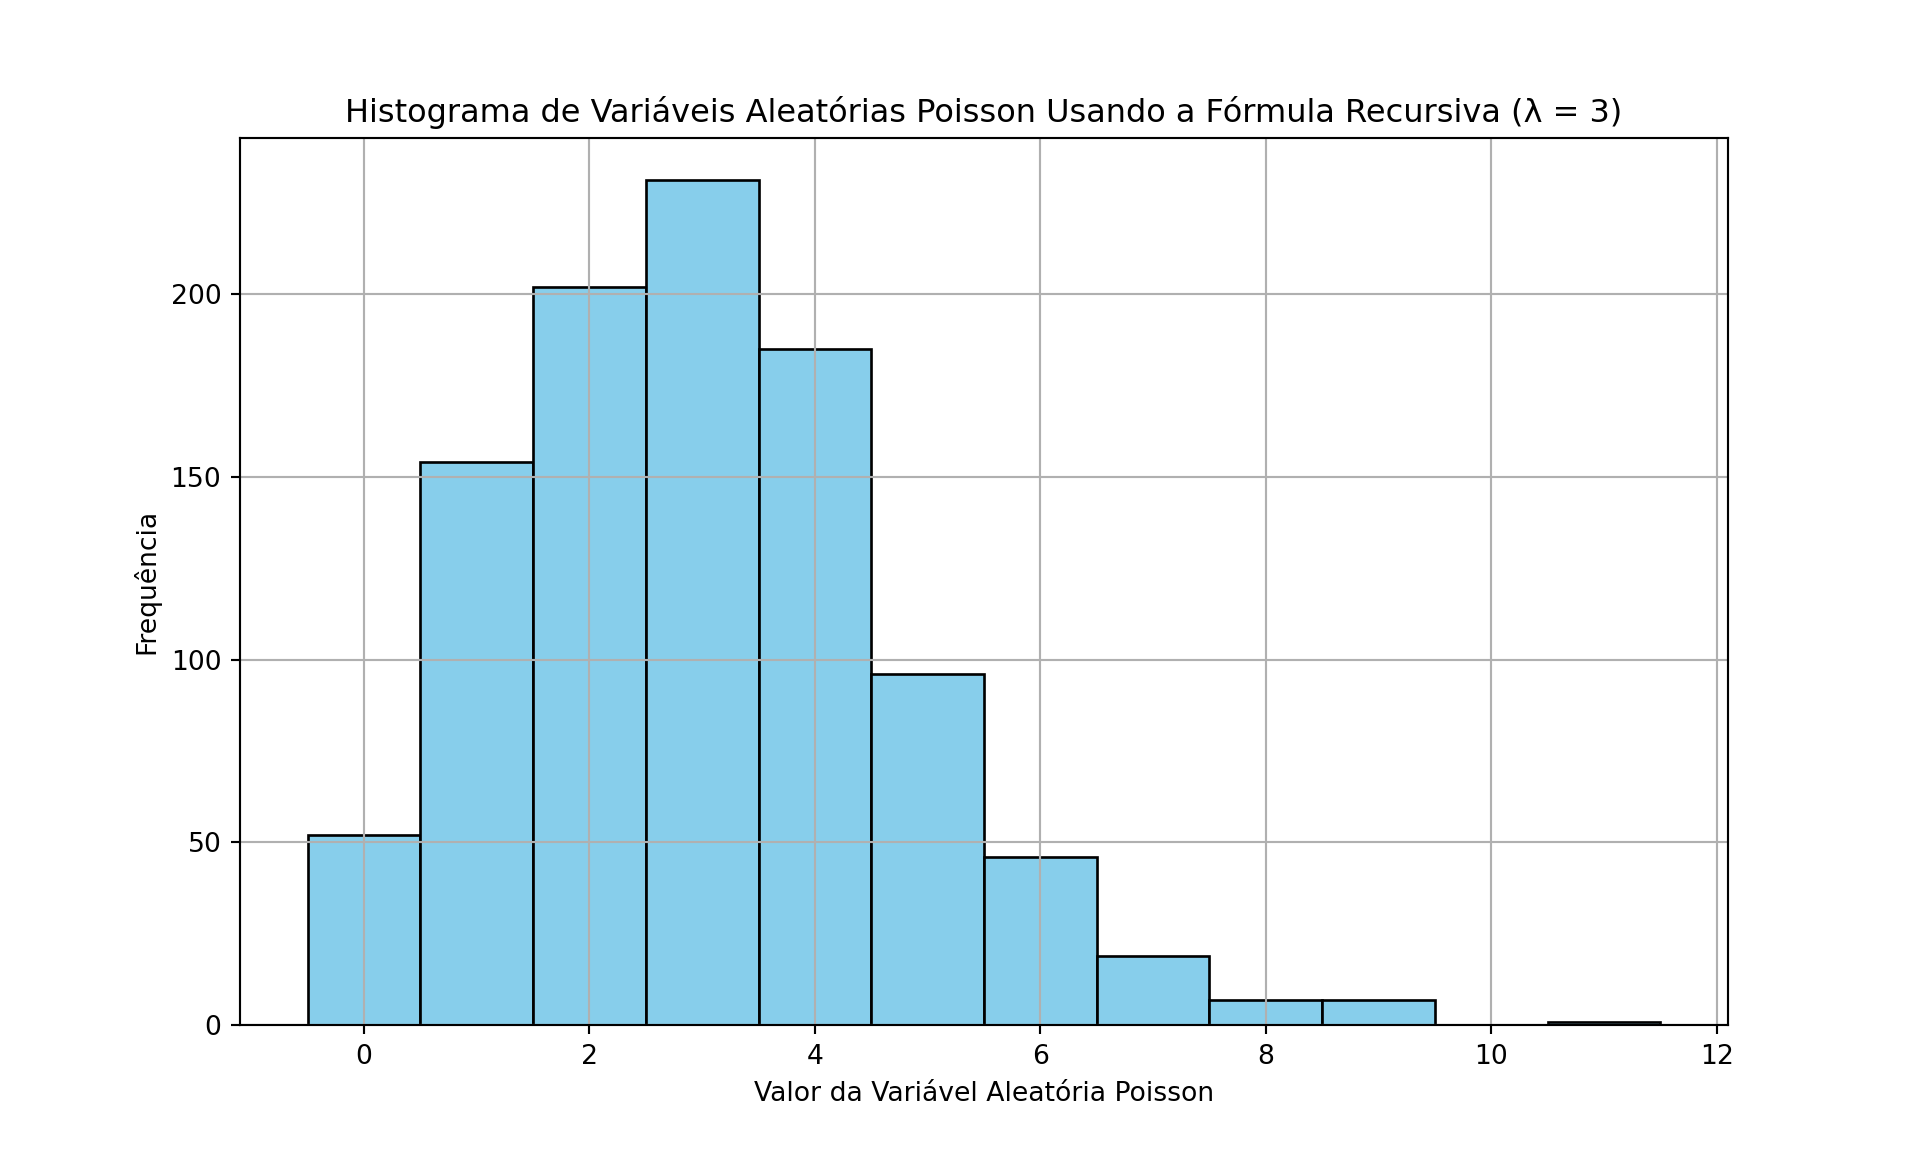 Histograma de Variáveis Aleatórias Poisson Usando a Fórmula Recursiva (λ = 3)
Frequência
200
150
100
50
0
0 2 4 6 8 10 12
Valor da Variável Aleatória Poisson